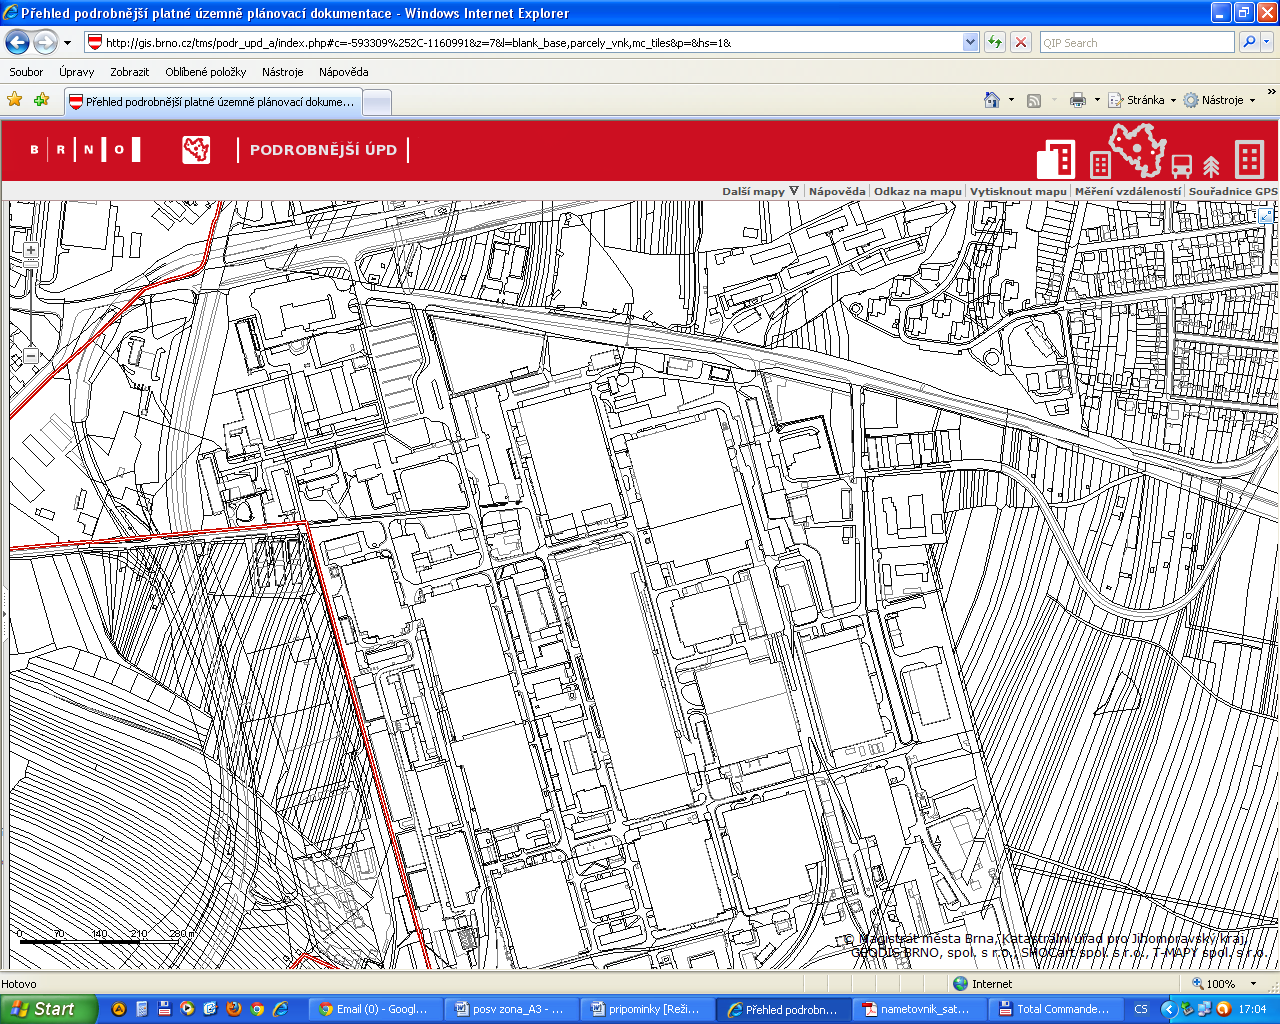 Přehled podrobnější platné územně plánovací dokumentace - Windows Internet Explorer
http://gis.brno.cz/tms/podr_upd_a/index.php#c=-593309%252C-1160991&z=7&l=blank_base,parcely_vnk,mc_tiles&p=&hs=1&
QIP Search
Soubor Úpravy Zobrazit Oblíbené položky Nástroje Nápověda
Přehled podrobnější platné územně plánovací dokume...
Stránka Nástroje
B R N O PODROBNĚJŠÍ ÚPD
Další mapy Nápověda Odkaz na mapu Vytisknout mapu Měření vzdáleností Souřadnice GPS
0 70 140 210 280 m
© Magistrát města Brna, Katastrální úřad pro Jihomoravský kraj,
GEODIS BRNO, spol. s r.o., SHOCart spol. s r.o., T-MAPY spol. s r.o.
Hotovo Internet 100%
Start Email (0) - Googl... posv zona_A3 - ... pripominky [Reži... Přehled podrobn... nametovnik_sat... Total Commande... CS 17:04